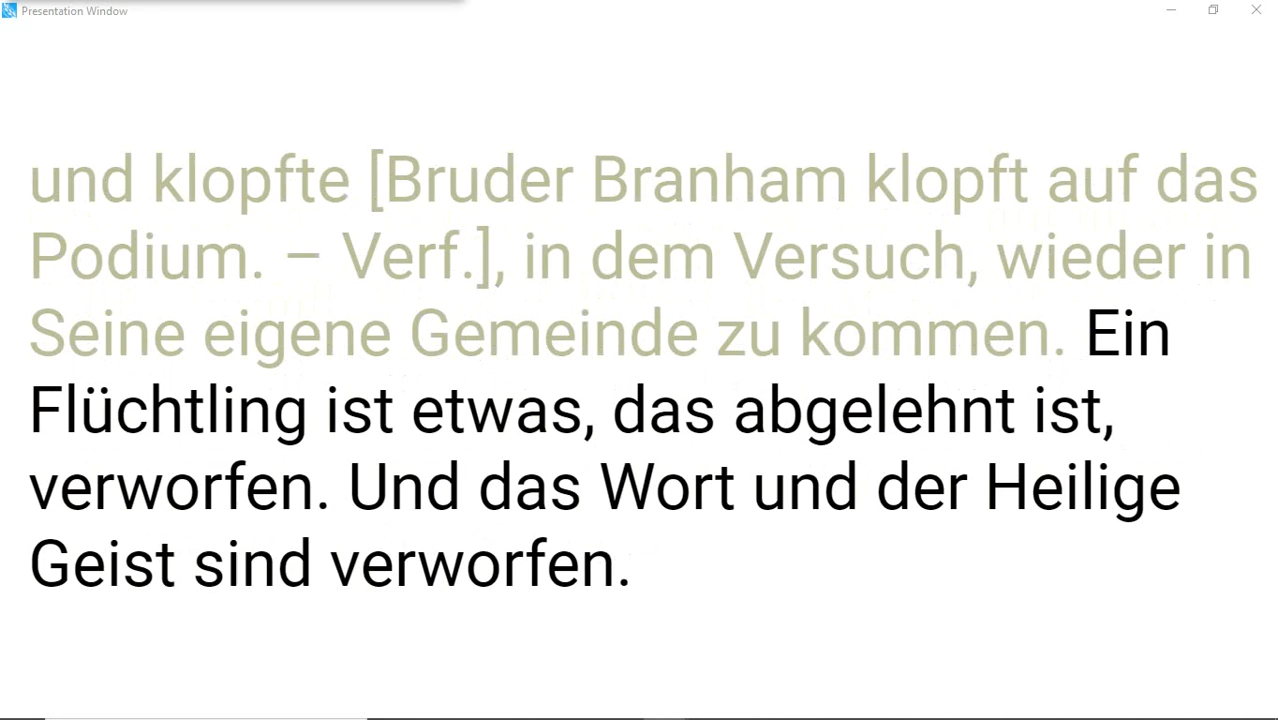 Presentation Window
und klopfte [Bruder Branham klopft auf das
Podium. – Verf.], in dem Versuch, wieder in
Seine eigene Gemeinde zu kommen. Ein
Flüchtling ist etwas, das abgelehnt ist,
verworfen. Und das Wort und der Heilige
Geist sind verworfen.